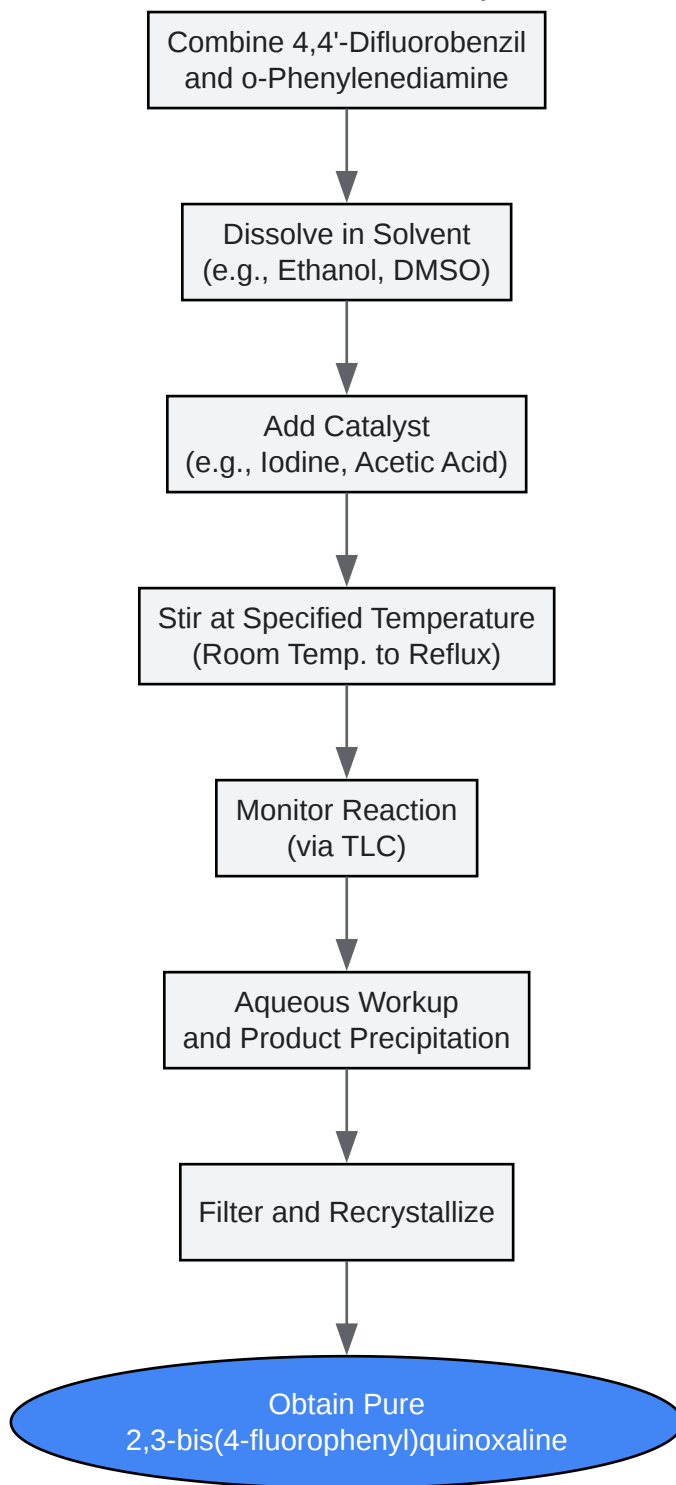 Combine 4,4'-Difluorobenzil
and o-Phenylenediamine
Dissolve in Solvent
(e.g., Ethanol, DMSO)
Add Catalyst
(e.g., Iodine, Acetic Acid)
Stir at Specified Temperature
(Room Temp. to Reflux)
Monitor Reaction
(via TLC)
Aqueous Workup
and Product Precipitation
Filter and Recrystallize
Obtain Pure
2,3-bis(4-fluorophenyl)quinoxaline